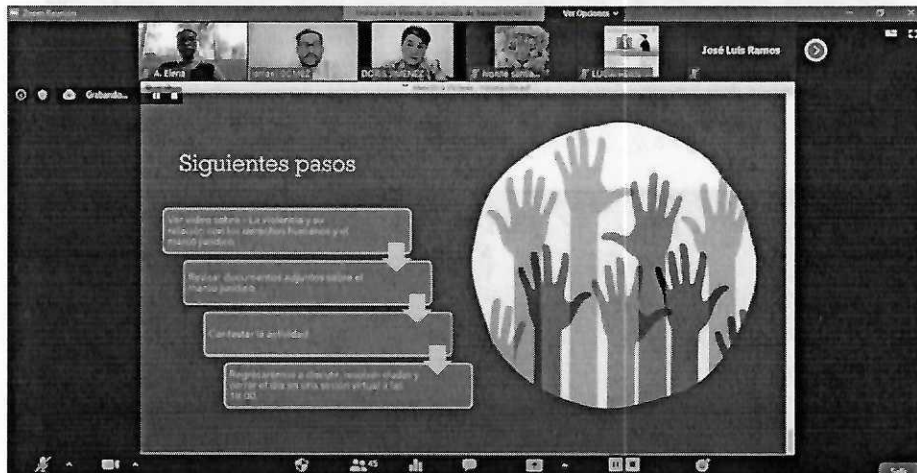 Zoom Reunión
Ver Opciones
A. Elena
DORIS JIMENEZ
José Luis Ramos
Grabando...
Siguientes pasos
Ver video sobre : La violencia y su
relación con los derechos humanos y el
marco jurídico
Revisar documentos adjuntos sobre el
marco jurídico
Contestar la actividad
Regresaremos a discutir, resolver dudas y
cerrar el día en una sesión virtual a las
45
Salir